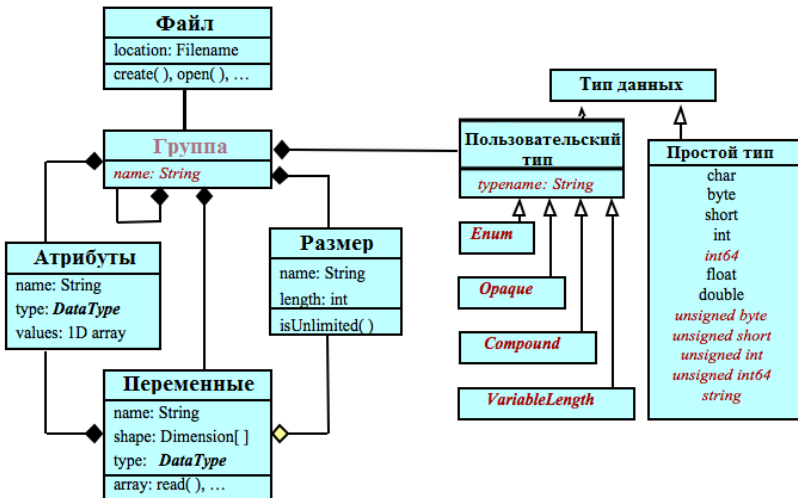 Файл
location: Filename
create( ), open( ), ...
Группа
name: String
Атрибуты
name: String
type: DataType
values: 1D array
Размер
name: String
length: int
isUnlimited( )
Переменные
name: String
shape: Dimension[ ]
type: DataType
array: read( ), ...
Тип данных
Пользовательский
тип
typename: String
Enum
Opaque
Compound
VariableLength
Простой тип
char
byte
short
int
int64
float
double
unsigned byte
unsigned short
unsigned int
unsigned int64
string